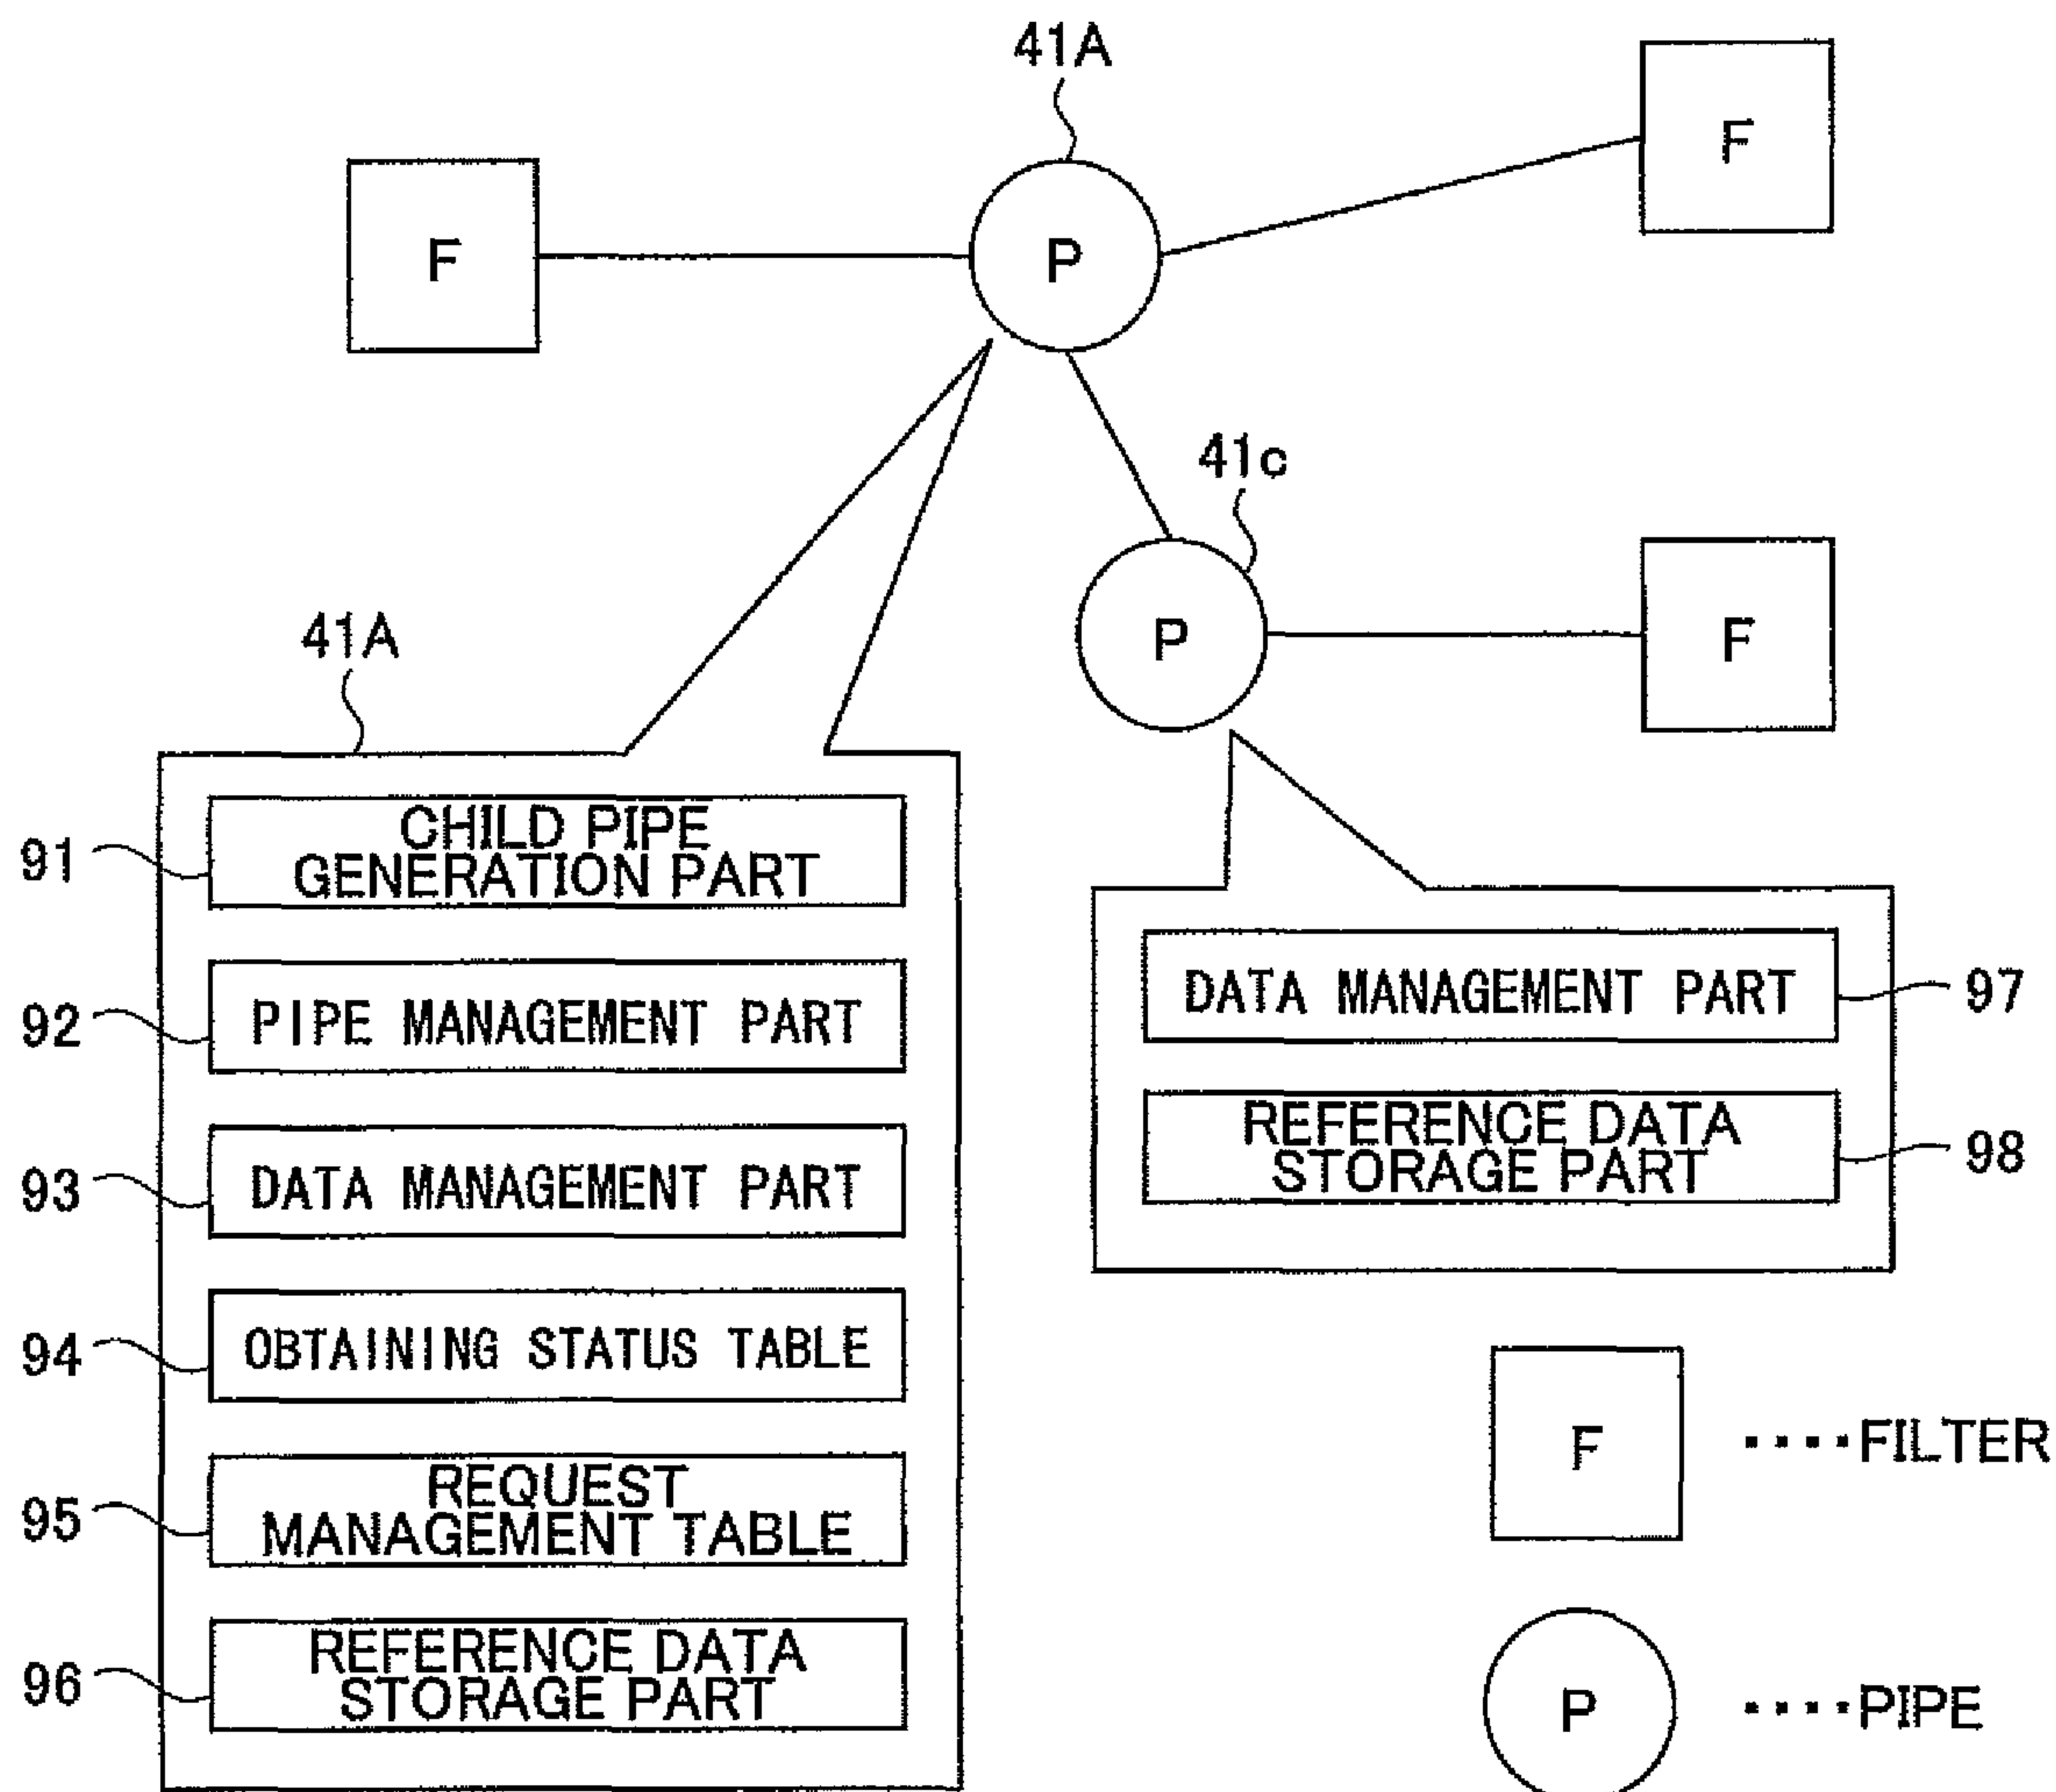 41A
F
P
F
41c
P
F
41A
91
CHILD PIPE
GENERATION PART
92
PIPE MANAGEMENT PART
93
DATA MANAGEMENT PART
94
OBTAINING STATUS TABLE
95
REQUEST
MANAGEMENT TABLE
96
REFERENCE DATA
STORAGE PART
DATA MANAGEMENT PART
97
REFERENCE DATA
STORAGE PART
98
F ····FILTER
P ····PIPE